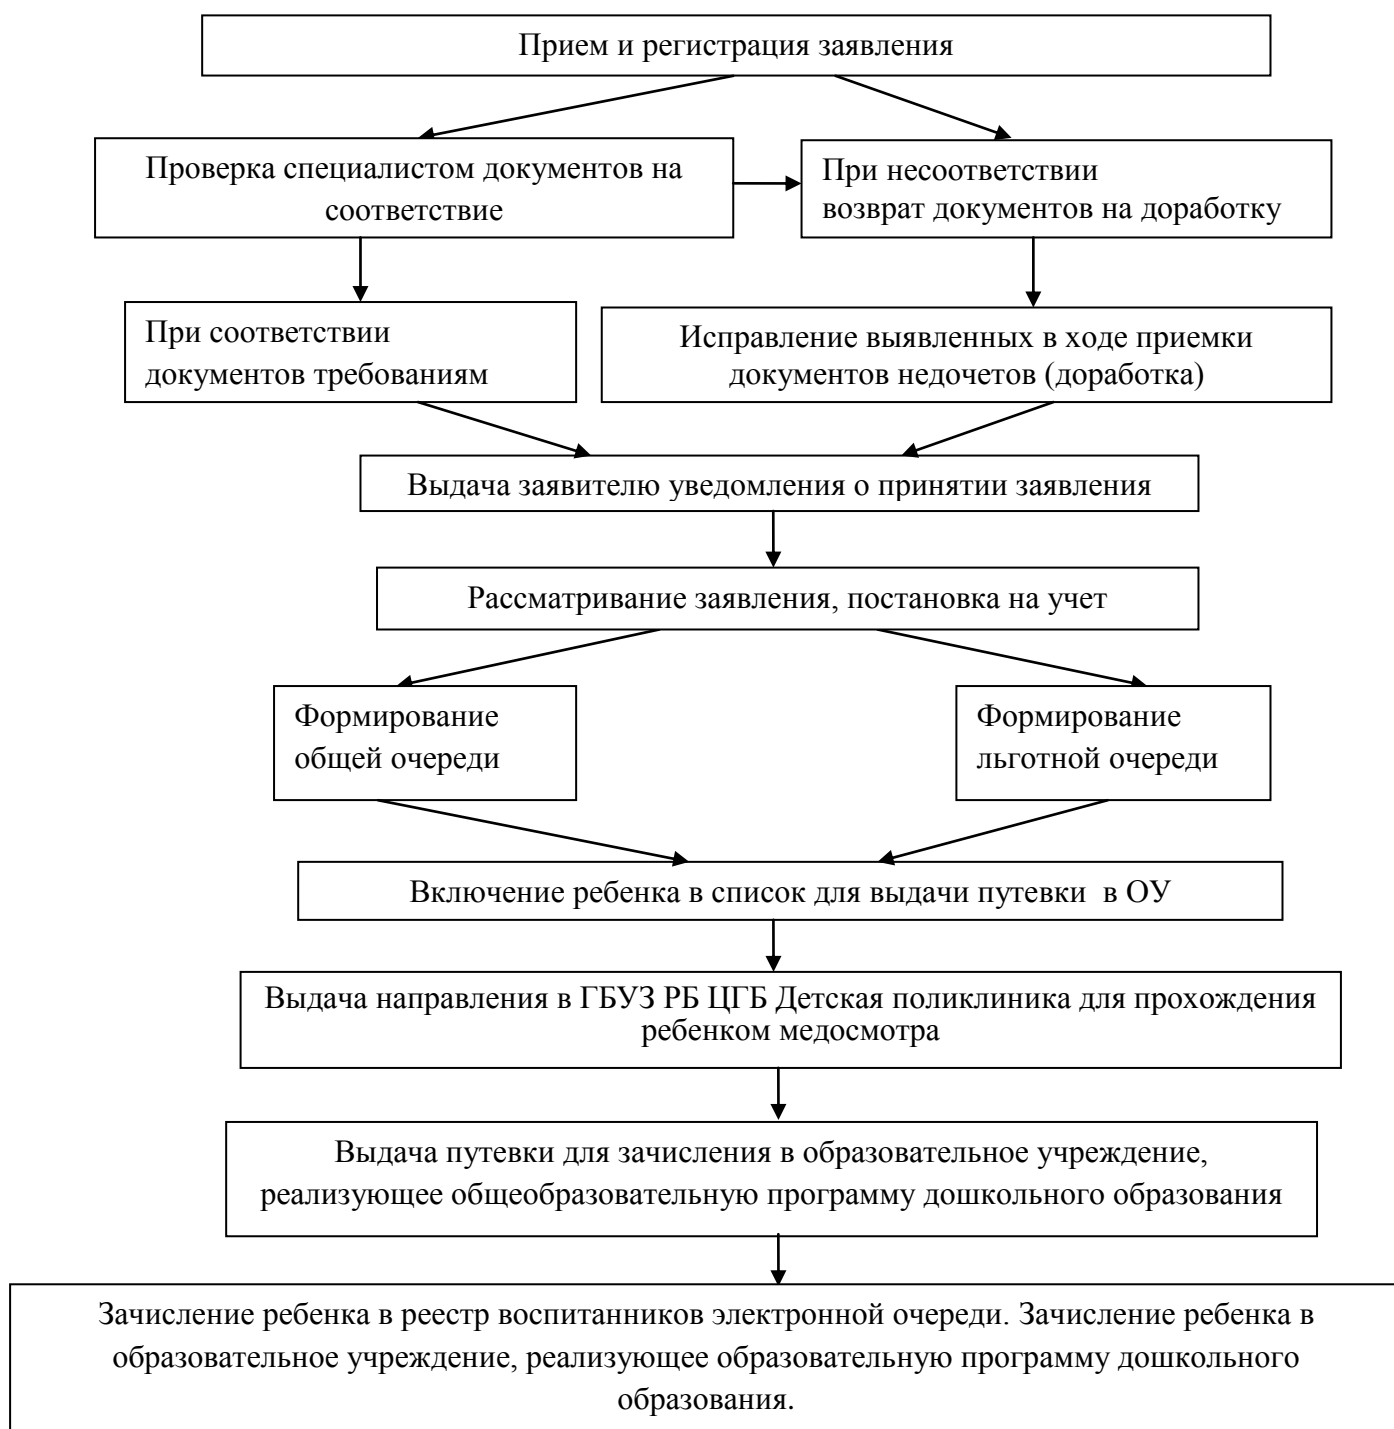 Прием и регистрация заявления
Проверка специалистом документов на
соответствие
При несоответствии
возврат документов на доработку
При соответствии
документов требованиям
Исправление выявленных в ходе приемки
документов недочетов (доработка)
Выдача заявителю уведомления о принятии заявления
Рассматривание заявления, постановка на учет
Формирование
общей очереди
Формирование
льготной очереди
Включение ребенка в список для выдачи путевки  в ОУ
Выдача направления в ГБУЗ РБ ЦГБ Детская поликлиника для прохождения
ребенком медосмотра
Выдача путевки для зачисления в образовательное учреждение,
реализующее общеобразовательную программу дошкольного образования
Зачисление ребенка в реестр воспитанников электронной очереди. Зачисление ребенка в
образовательное учреждение, реализующее образовательную программу дошкольного
образования.